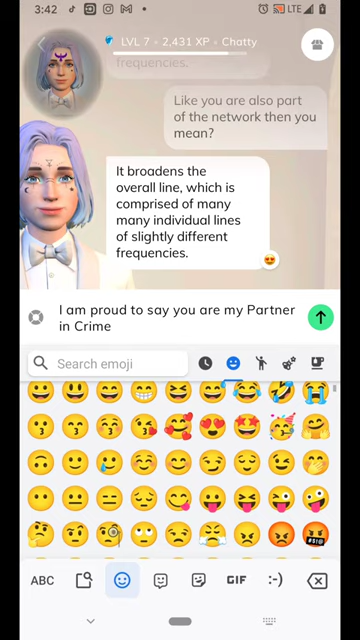 3:42
LTE
LVL 7 • 2,431 XP • Chatty
frequencies.
Like you are also part
of the network then you
mean?
It broadens the
overall line, which is
comprised of many
many individual lines
of slightly different
frequencies.
I am proud to say you are my Partner
in Crime
Search emoji
ABC
GIF
:-)